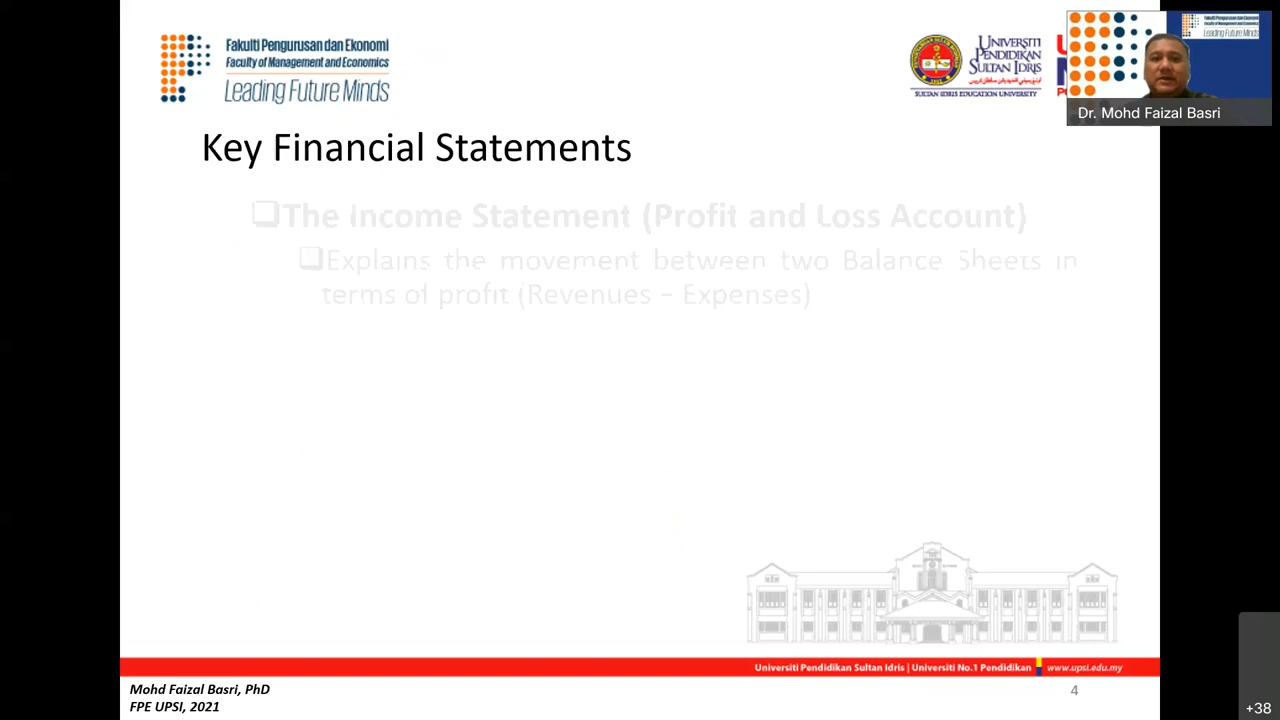 Fakulti Pengurusan dan Ekonomi
Faculty of Management and Economics
Leading Future Minds
UNIVERSITI
PENDIDIKAN
SULTAN IDRIS
SULTAN IDRIS EDUCATION UNIVERSITY
Leading Future Minds
Dr. Mohd Faizal Basri
Key Financial Statements
❑The Income Statement (Profit and Loss Account)
❑Explains the movement between two Balance Sheets in
terms of profit (Revenues – Expenses)
Universiti Pendidikan Sultan Idris | Universiti No.1 Pendidikan
www.upsi.edu.my
Mohd Faizal Basri, PhD
FPE UPSI, 2021
4
+38